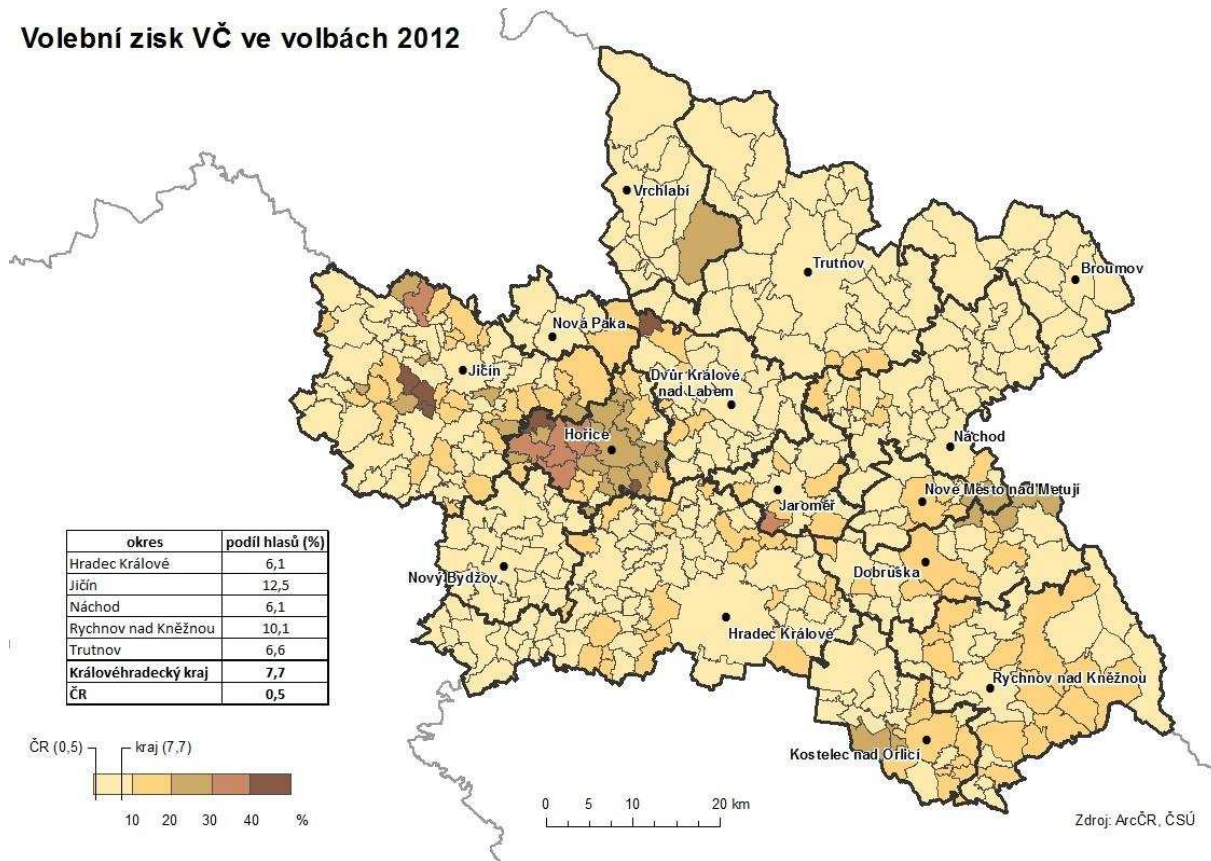 Volební zisk VČ ve volbách 2012
Vrchlabí
Trutnov
Broumov
Nová Paka
Jičín
Dvůr Králové
nad Labem
Hořice
Náchod
Jaroměř
Nové Město nad Metují
Nový Bydžov
Dobruška
Hradec Králové
Rychnov nad Kněžnou
Kostelec nad Orlicí
okres podíl hlasů (%)
Hradec Králové 6,1
Jičín 12,5
Náchod 6,1
Rychnov nad Kněžnou 10,1
Trutnov 6,6
Královéhradecký kraj 7,7
ČR 0,5
ČR (0,5) kraj (7,7)
10 20 30 40 %
0 5 10 20 km
Zdroj: ArcČR, ČSÚ